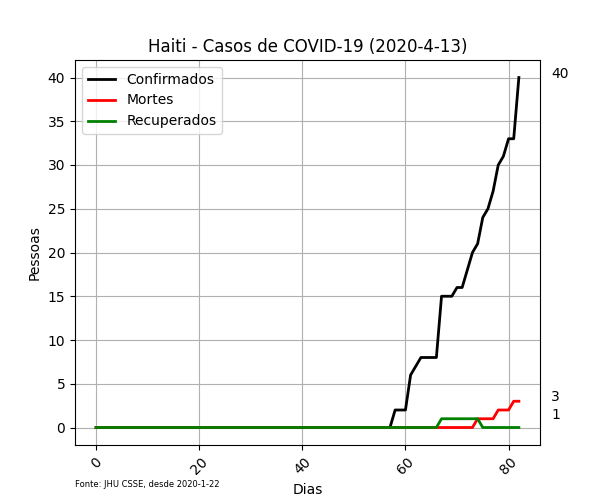 Haiti - Casos de COVID-19 (2020-4-13)
Confirmados
Mortes
Recuperados
40
35
30
25
20
15
10
5
0
Pessoas
40
3
1
0
20
40
60
80
Dias
Fonte: JHU CSSE, desde 2020-1-22